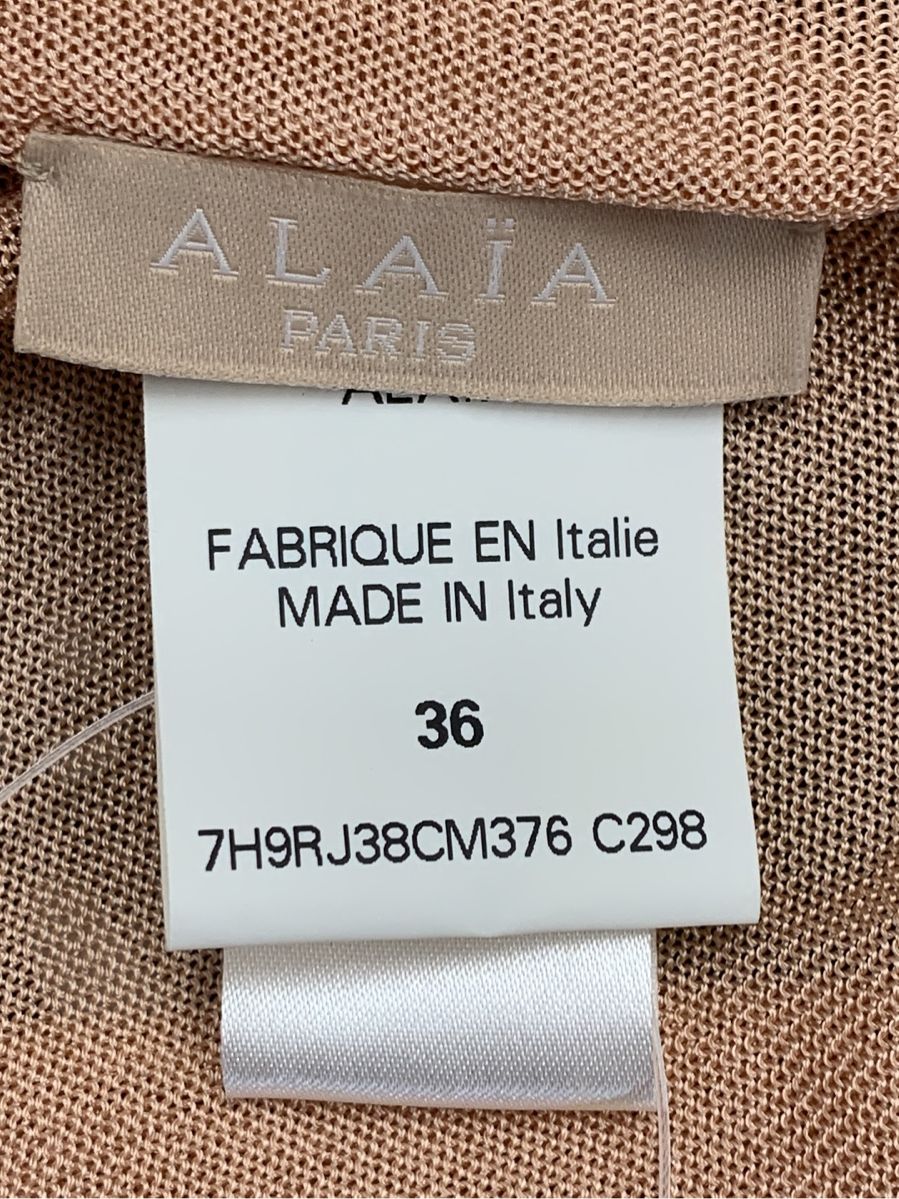 ALAÏA
PARIS
FABRIQUE EN Italie
MADE IN Italy
36
7H9RJ38CM376 C298